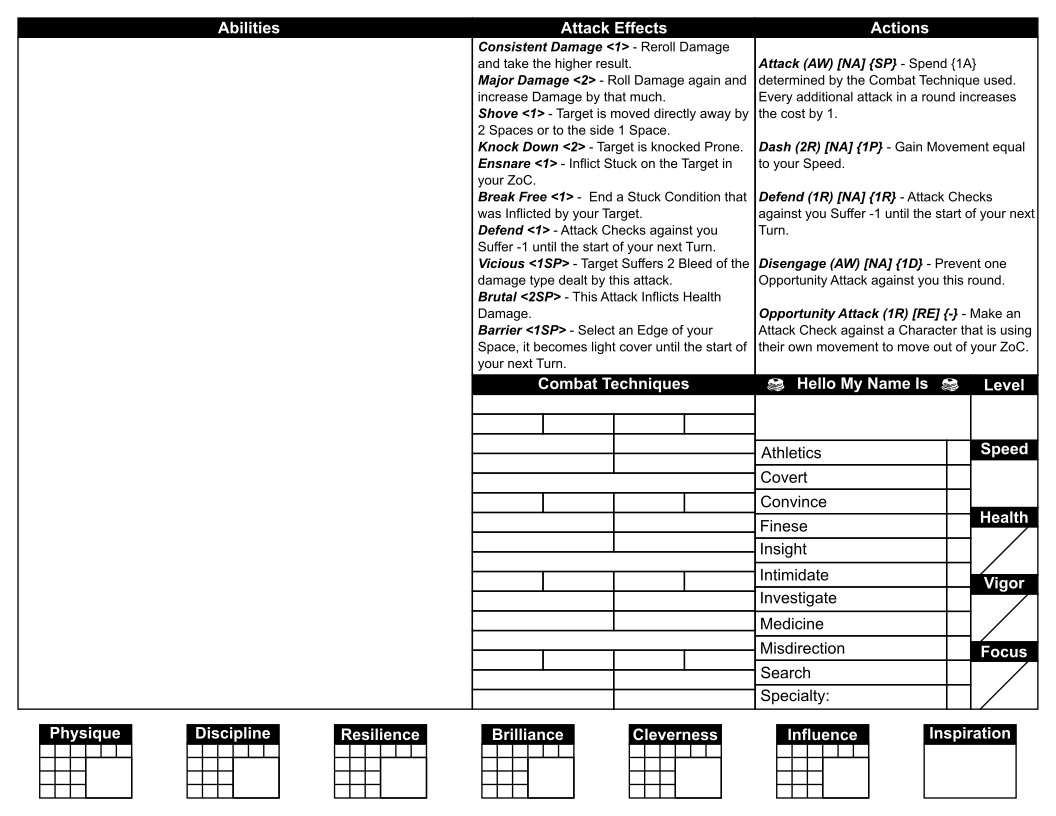 Abilities
Attack Effects
Consistent Damage <1> - Reroll Damage
and take the higher result.
Major Damage <2> - Roll Damage again and
increase Damage by that much.
Shove <1> - Target is moved directly away by
2 Spaces or to the side 1 Space.
Knock Down <2> - Target is knocked Prone.
Ensnare <1> - Inflict Stuck on the Target in
your ZoC.
Break Free <1> -  End a Stuck Condition that
was Inflicted by your Target.
Defend <1> - Attack Checks against you
Suffer -1 until the start of your next Turn.
Vicious <1SP> - Target Suffers 2 Bleed of the
damage type dealt by this attack.
Brutal <2SP> - This Attack Inflicts Health
Damage.
Barrier <1SP> - Select an Edge of your
Space, it becomes light cover until the start of
your next Turn.
Actions
Attack (AW) [NA] {SP} - Spend {1A}
determined by the Combat Technique used.
Every additional attack in a round increases
the cost by 1.
Dash (2R) [NA] {1P} - Gain Movement equal
to your Speed.
Defend (1R) [NA] {1R} - Attack Checks
against you Suffer -1 until the start of your next
Turn.
Disengage (AW) [NA] {1D} - Prevent one
Opportunity Attack against you this round.
Opportunity Attack (1R) [RE] {-} - Make an
Attack Check against a Character that is using
their own movement to move out of your ZoC.
Combat Techniques
Hello My Name Is
Level
Athletics
Covert
Convince
Finese
Insight
Intimidate
Investigate
Medicine
Misdirection
Search
Specialty:
Speed
Health
Vigor
Focus
Physique
Discipline
Resilience
Brilliance
Cleverness
Influence
Inspiration